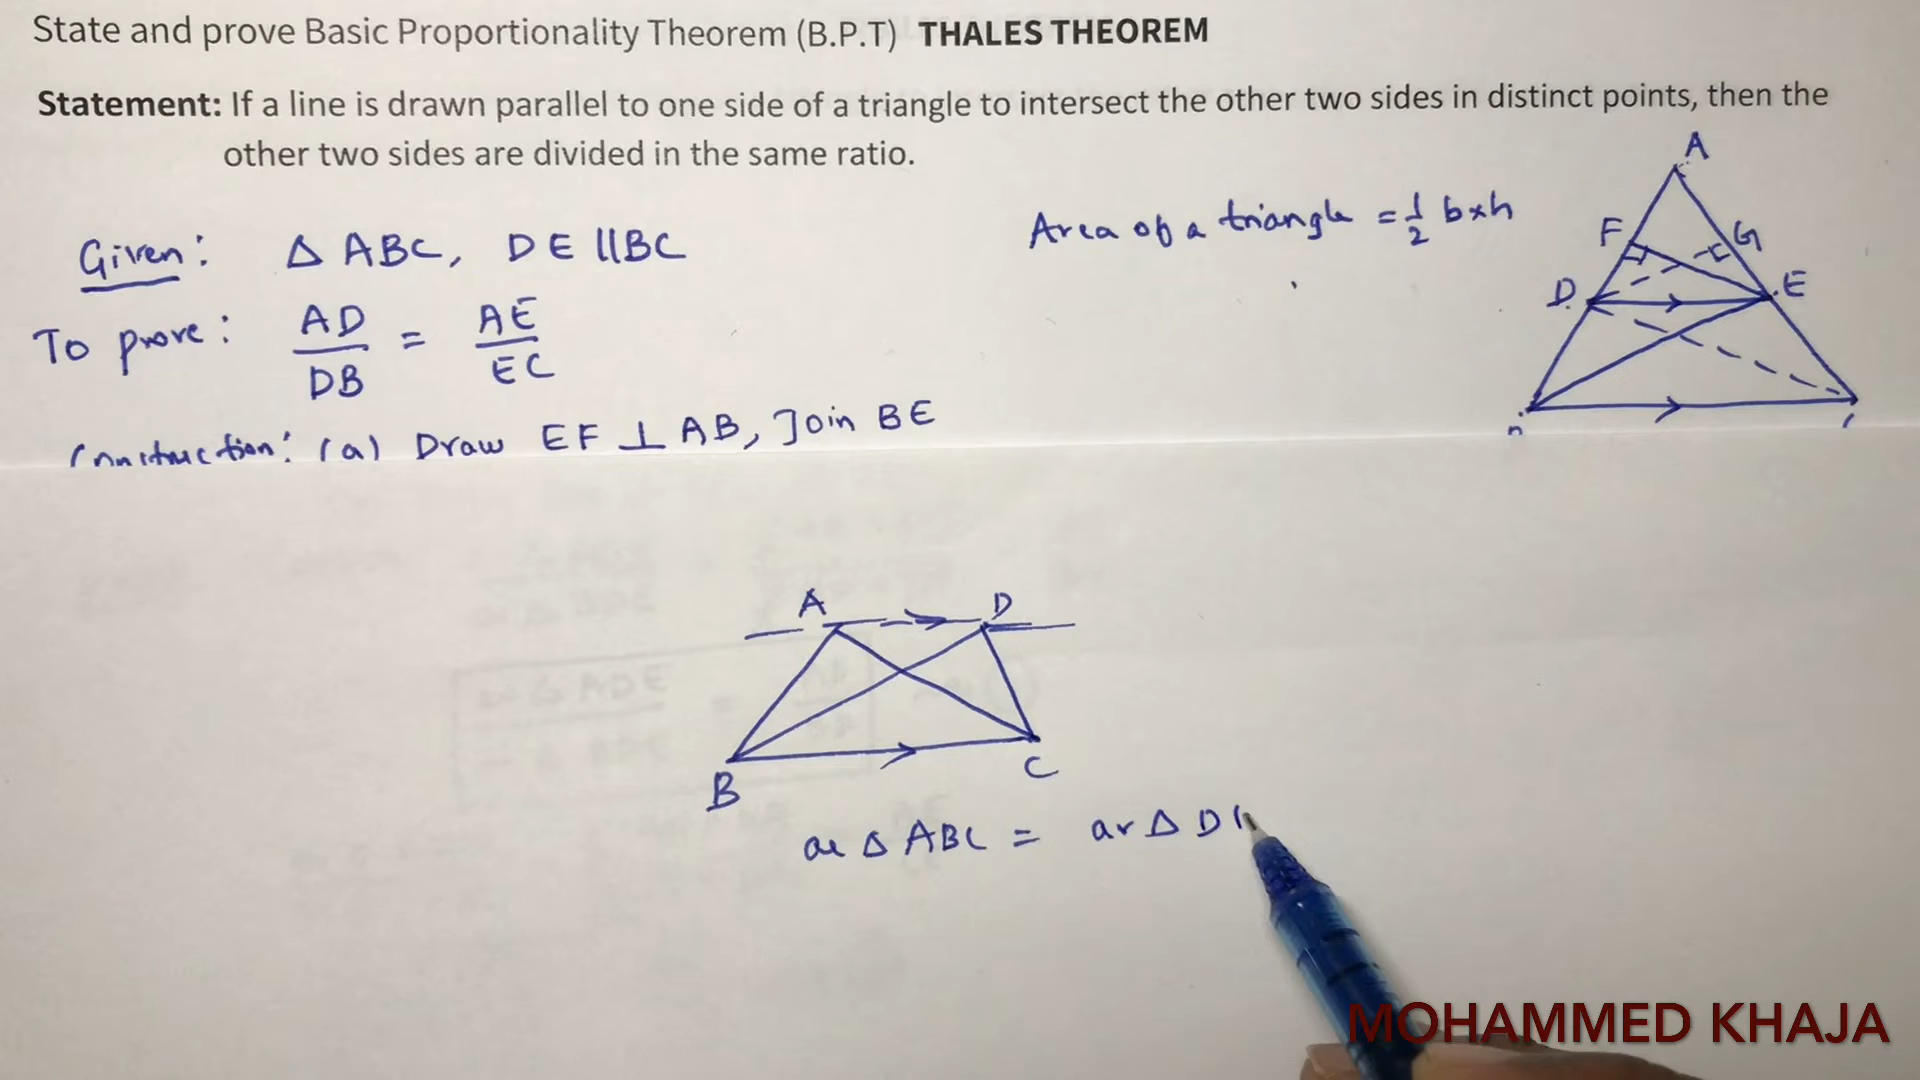 State and prove Basic Proportionality Theorem (B.P.T) THALES THEOREM
Statement: If a line is drawn parallel to one side of a triangle to intersect the other two sides in distinct points, then the
other two sides are divided in the same ratio.
Given: Δ ABC, DE ||BC
To prove: AD/DB = AE/EC
Construction: (a) Draw EF ⊥ AB, Join BE
Area of a triangle = 1/2 b×h
A
F
G
D
E
A
D
B
C
ar Δ ABC = ar Δ D
MOHAMMED KHAJA